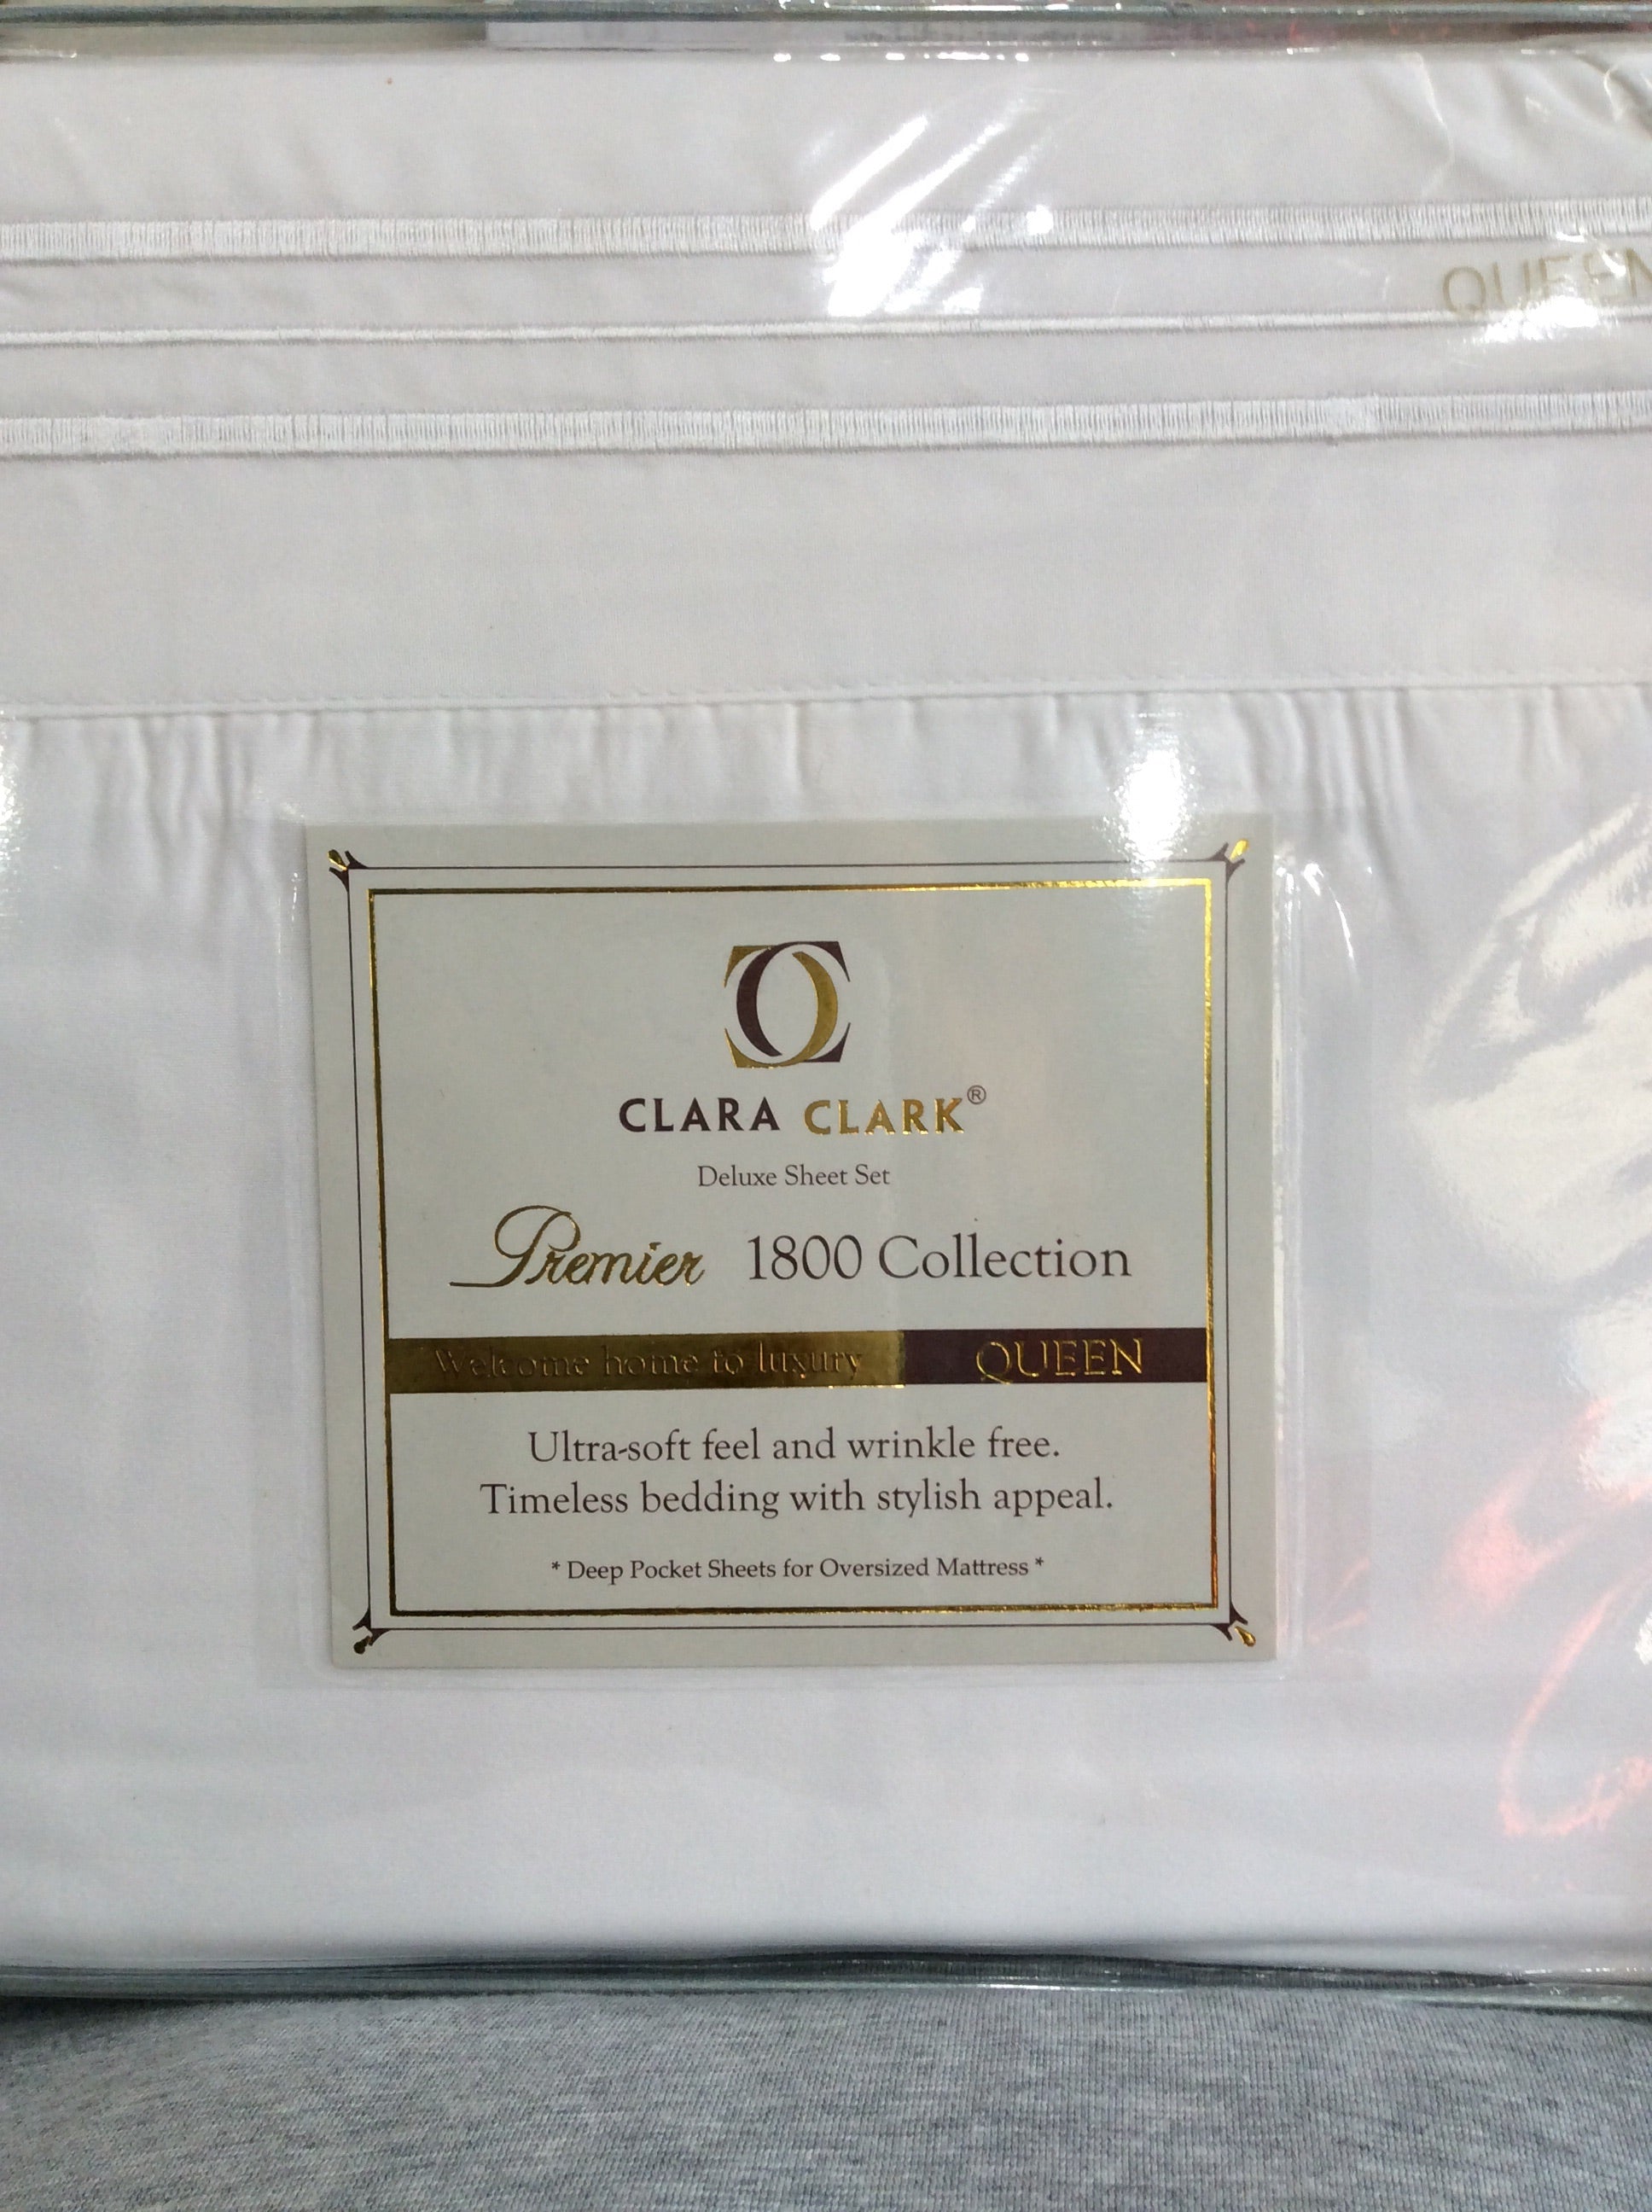 QUEEN
CLARA CLARK®
Deluxe Sheet Set
Premier 1800 Collection
Welcome home to luxury QUEEN
Ultra-soft feel and wrinkle free.
Timeless bedding with stylish appeal.
* Deep Pocket Sheets for Oversized Mattress *